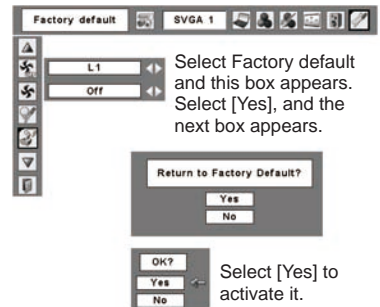 Factory default SVGA 1
L1
Off
Select Factory default
and this box appears.
Select [Yes], and the
next box appears.
Return to Factory Default?
Yes
No
OK?
Yes
No
Select [Yes] to
activate it.